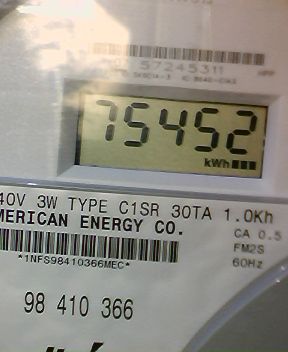 57245311
75452
kWh
40V 3W TYPE C1SR 30TA 1.0Kh
MERICAN ENERGY CO.
CA 0.5
FM2S
60Hz
*1NFS98410366MEC*
98 410 366